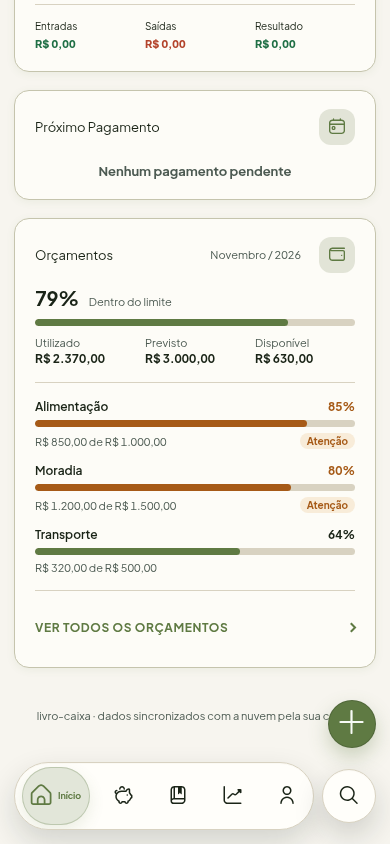 Entradas Saídas Resultado
R$ 0,00 R$ 0,00 R$ 0,00
Próximo Pagamento
Nenhum pagamento pendente
Orçamentos Novembro / 2026
79% Dentro do limite
Utilizado Previsto Disponível
R$ 2.370,00 R$ 3.000,00 R$ 630,00
Alimentação 85%
R$ 850,00 de R$ 1.000,00 Atenção
Moradia 80%
R$ 1.200,00 de R$ 1.500,00 Atenção
Transporte 64%
R$ 320,00 de R$ 500,00
VER TODOS OS ORÇAMENTOS
livro-caixa · dados sincronizados com a nuvem pela sua
Início